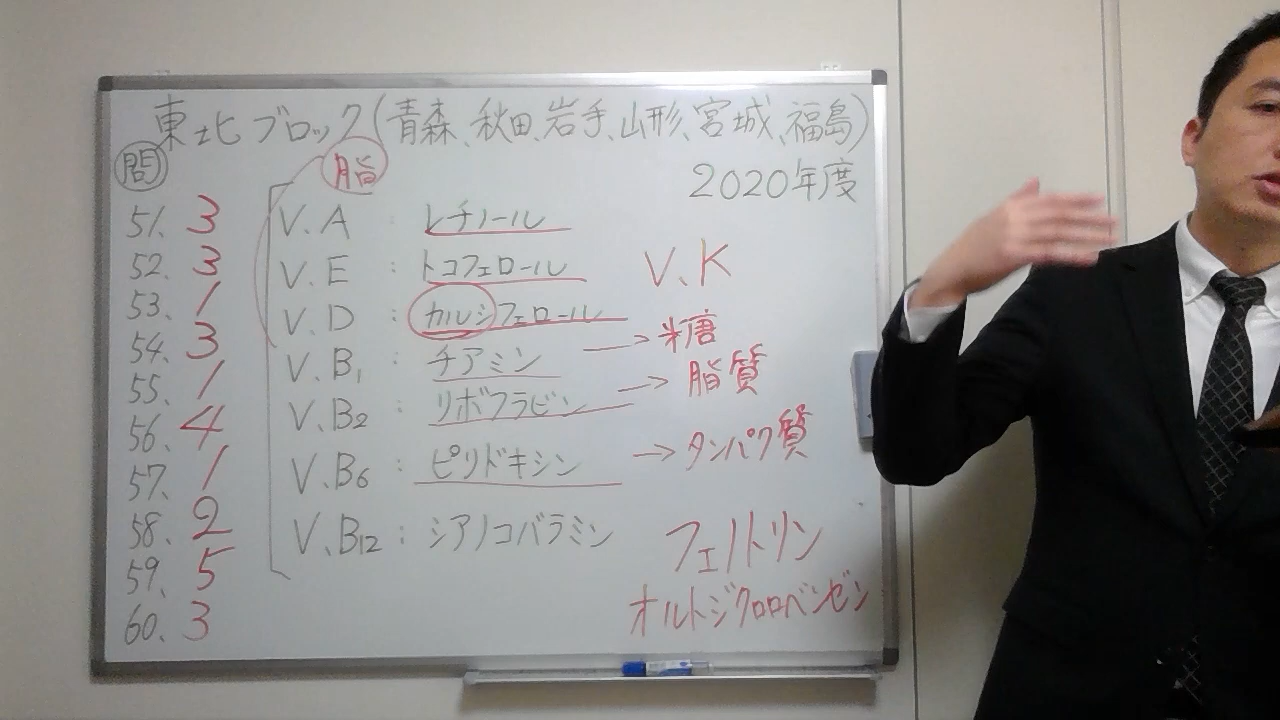 東北ブロック(青森、秋田、岩手、山形、宮城、福島)
2020年度
問
51. 3
52. 3
53. 1
54. 3
55. 1
56. 4
57. 1
58. 2
59. 5
60. 3
脂
V.A : レチノール
V.E : トコフェロール
V.K
V.D : カルシフェロール
V.B1 : チアミン → 糖
V.B2 : リボフラビン → 脂質
V.B6 : ピリドキシン → タンパク質
V.B12 : シアノコバラミン
フェノトリン
オルトジクロロベンゼン